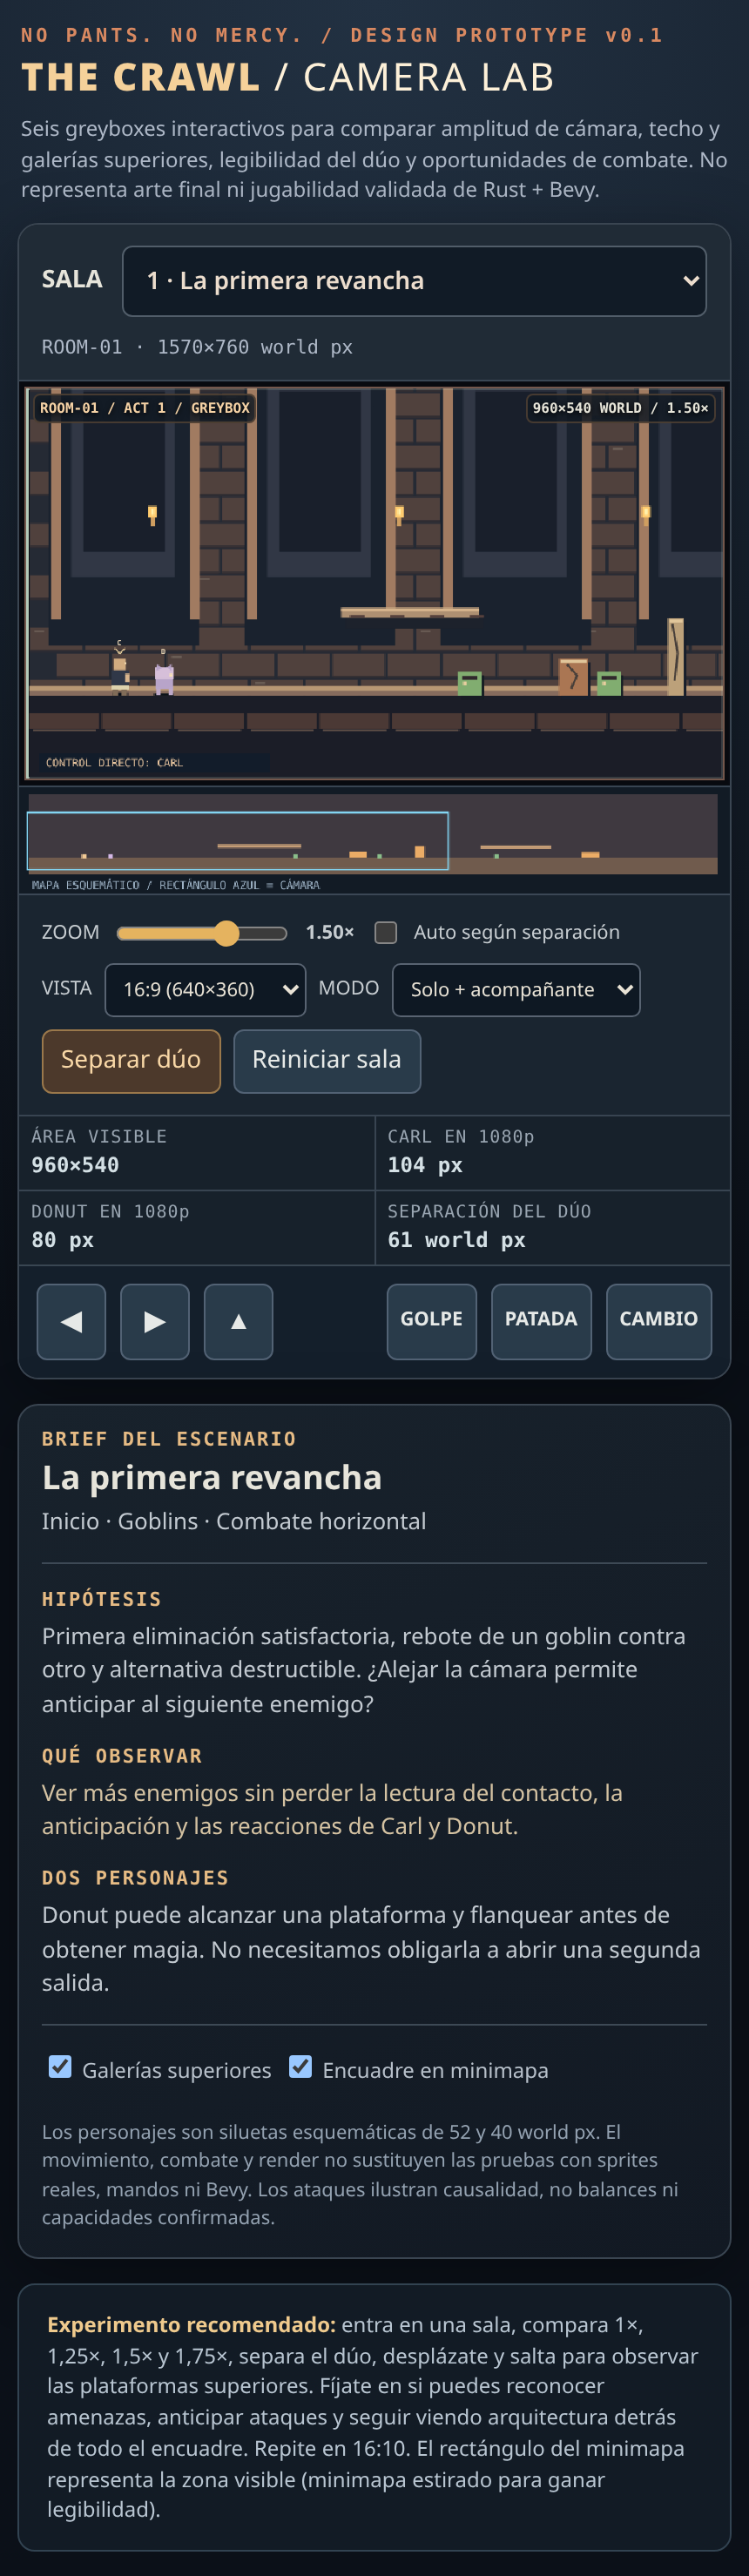 NO PANTS. NO MERCY. / DESIGN PROTOTYPE v0.1
THE CRAWL / CAMERA LAB
Seis greyboxes interactivos para comparar amplitud de cámara, techo y
galerías superiores, legibilidad del dúo y oportunidades de combate. No
representa arte final ni jugabilidad validada de Rust + Bevy.
SALA
1 · La primera revancha
ROOM-01 · 1570×760 world px
ROOM-01 / ACT 1 / GREYBOX
960×540 WORLD / 1.50×
C
D
CONTROL DIRECTO: CARL
MAPA ESQUEMÁTICO / RECTÁNGULO AZUL = CÁMARA
ZOOM
1.50×
Auto según separación
VISTA
16:9 (640×360)
MODO
Solo + acompañante
Separar dúo
Reiniciar sala
ÁREA VISIBLE
960×540
CARL EN 1080p
104 px
DONUT EN 1080p
80 px
SEPARACIÓN DEL DÚO
61 world px
◀ ▶ ▲
GOLPE
PATADA
CAMBIO
BRIEF DEL ESCENARIO
La primera revancha
Inicio · Goblins · Combate horizontal
HIPÓTESIS
Primera eliminación satisfactoria, rebote de un goblin contra
otro y alternativa destructible. ¿Alejar la cámara permite
anticipar al siguiente enemigo?
QUÉ OBSERVAR
Ver más enemigos sin perder la lectura del contacto, la
anticipación y las reacciones de Carl y Donut.
DOS PERSONAJES
Donut puede alcanzar una plataforma y flanquear antes de
obtener magia. No necesitamos obligarla a abrir una segunda
salida.
Galerías superiores
Encuadre en minimapa
Los personajes son siluetas esquemáticas de 52 y 40 world px. El
movimiento, combate y render no sustituyen las pruebas con sprites
reales, mandos ni Bevy. Los ataques ilustran causalidad, no balances ni
capacidades confirmadas.
Experimento recomendado: entra en una sala, compara 1×,
1,25×, 1,5× y 1,75×, separa el dúo, desplázate y salta para observar
las plataformas superiores. Fíjate en si puedes reconocer
amenazas, anticipar ataques y seguir viendo arquitectura detrás
de todo el encuadre. Repite en 16:10. El rectángulo del minimapa
representa la zona visible (minimapa estirado para ganar
legibilidad).